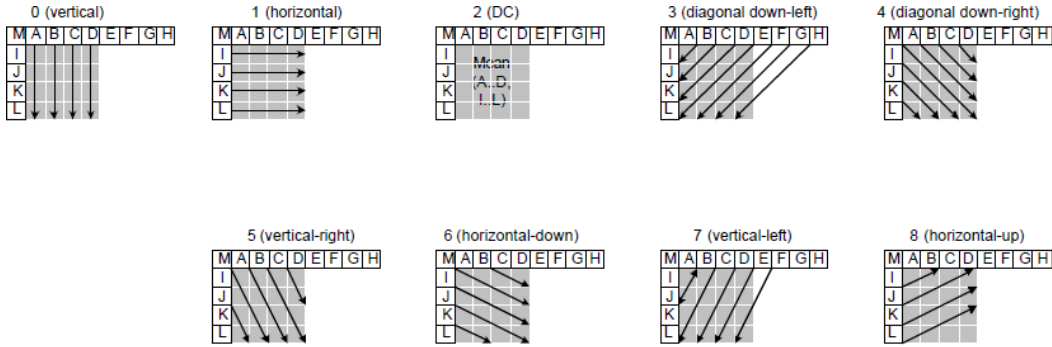 0 (vertical)
1 (horizontal)
2 (DC)
3 (diagonal down-left)
4 (diagonal down-right)
M A B C D E F G H
I
J
K
L
M A B C D E F G H
I
J
K
L
M A B C D E F G H
I
J
K
L
Mean
(A..D,
I..L)
M A B C D E F G H
I
J
K
L
M A B C D E F G H
I
J
K
L
5 (vertical-right)
6 (horizontal-down)
7 (vertical-left)
8 (horizontal-up)
M A B C D E F G H
I
J
K
L
M A B C D E F G H
I
J
K
L
M A B C D E F G H
I
J
K
L
M A B C D E F G H
I
J
K
L